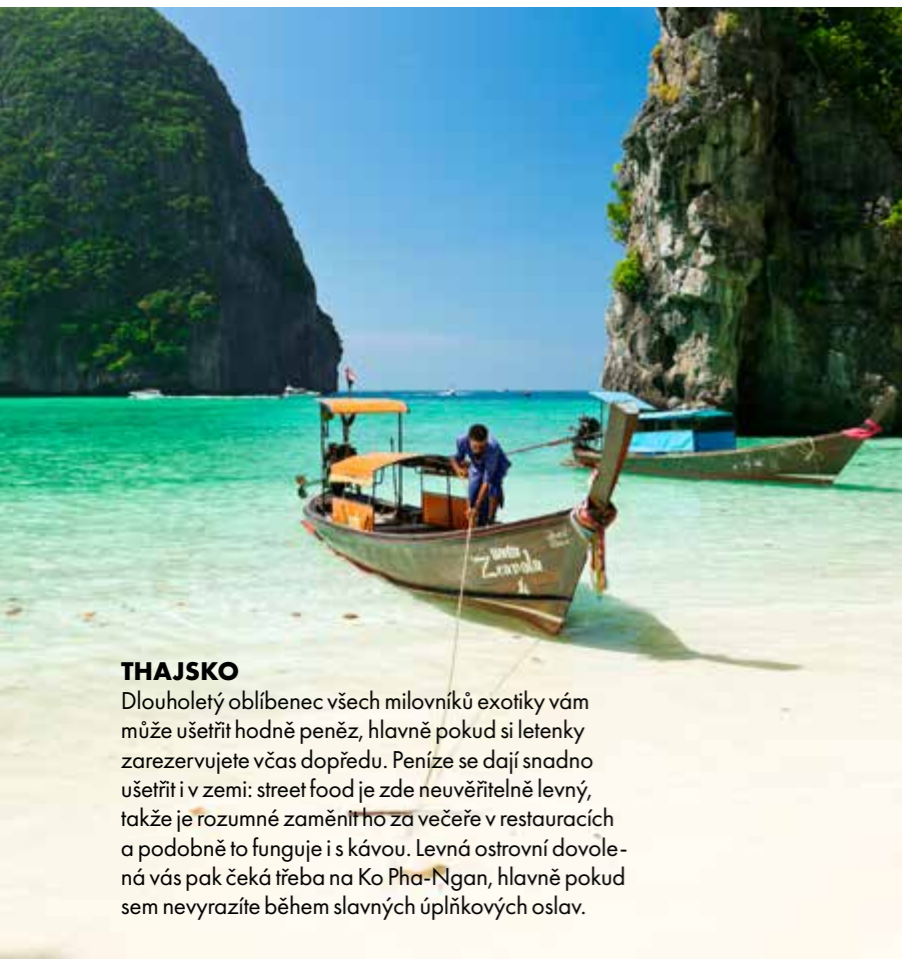 THAJSKO
Dlouholetý oblíbenec všech milovníků exotiky vám
může ušetřit hodně peněz, hlavně pokud si letenky
zarezervujete včas dopředu. Peníze se dají snadno
ušetřit i v zemi: street food je zde neuvěřitelně levný,
takže je rozumné zaměnit ho za večeře v restauracích
a podobně to funguje i s kávou. Levná ostrovní dovole-
ná vás pak čeká třeba na Ko Pha-Ngan, hlavně pokud
sem nevyrazíte během slavných úplňkových oslav.